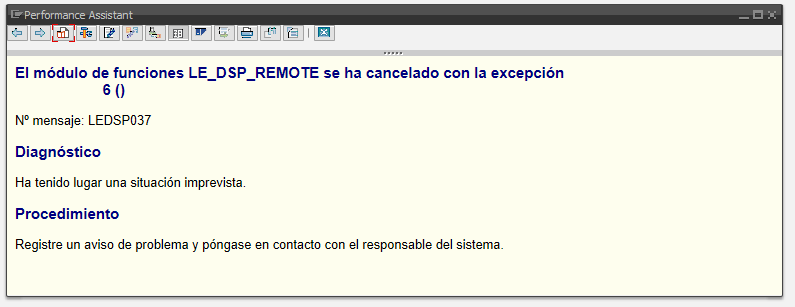 Performance Assistant
El módulo de funciones LE_DSP_REMOTE se ha cancelado con la excepción
6 ()
Nº mensaje: LEDSP037
Diagnóstico
Ha tenido lugar una situación imprevista.
Procedimiento
Registre un aviso de problema y póngase en contacto con el responsable del sistema.